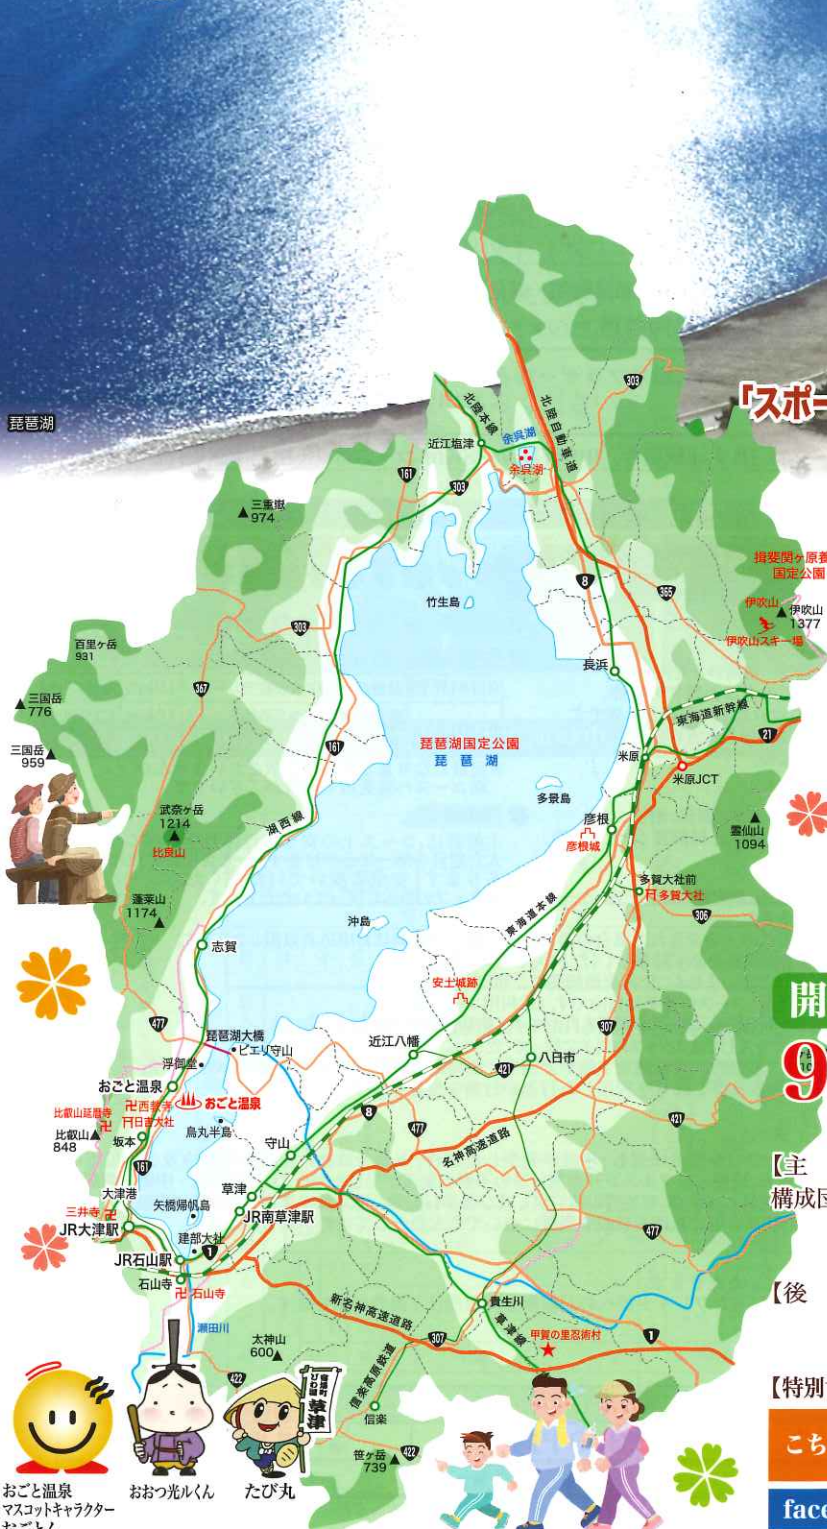 琵琶湖
「スポー
303
北陸本線
北陸自動車道
近江塩津
余呉湖
余呉湖
161
303
三重嶽
974
揖斐関ヶ原養
国定公園
8
365
竹生島
伊吹山
伊吹山
1377
伊吹山スキー場
303
百里ヶ岳
931
長浜
367
三国岳
776
東海道新幹線
21
琵琶湖国定公園
琵琶湖
161
三国岳
959
米原
米原JCT
多景島
武奈ヶ岳
1214
比良山
湖西線
彦根
彦根城
霊仙山
1094
多賀大社前
多賀大社
蓬莱山
1174
306
沖島
東海道本線
志賀
安土城跡
開
477
307
琵琶湖大橋
ピエリ守山
近江八幡
八日市
浮御堂
421
9
おごと温泉
おごと温泉
西教寺
比叡山延暦寺
日吉大社
8
421
比叡山
848
坂本
烏丸半島
477
守山
名神高速道路
161
【主
構成団
草津
大津港
矢橋帰帆島
三井寺
JR大津駅
JR南草津駅
477
建部大社
1
JR石山駅
石山寺
石山寺
【後
貴生川
新名神高速道路
瀬田川
草津線
甲賀の里忍術村
太神山
600
307
1
信楽高原鉄道
422
【特別
宿場町
びわ湖
草津
信楽
こち
笹ヶ岳
739
422
おごと温泉
マスコットキャラクター
おごとん
おおつ光ルくん
たび丸
face